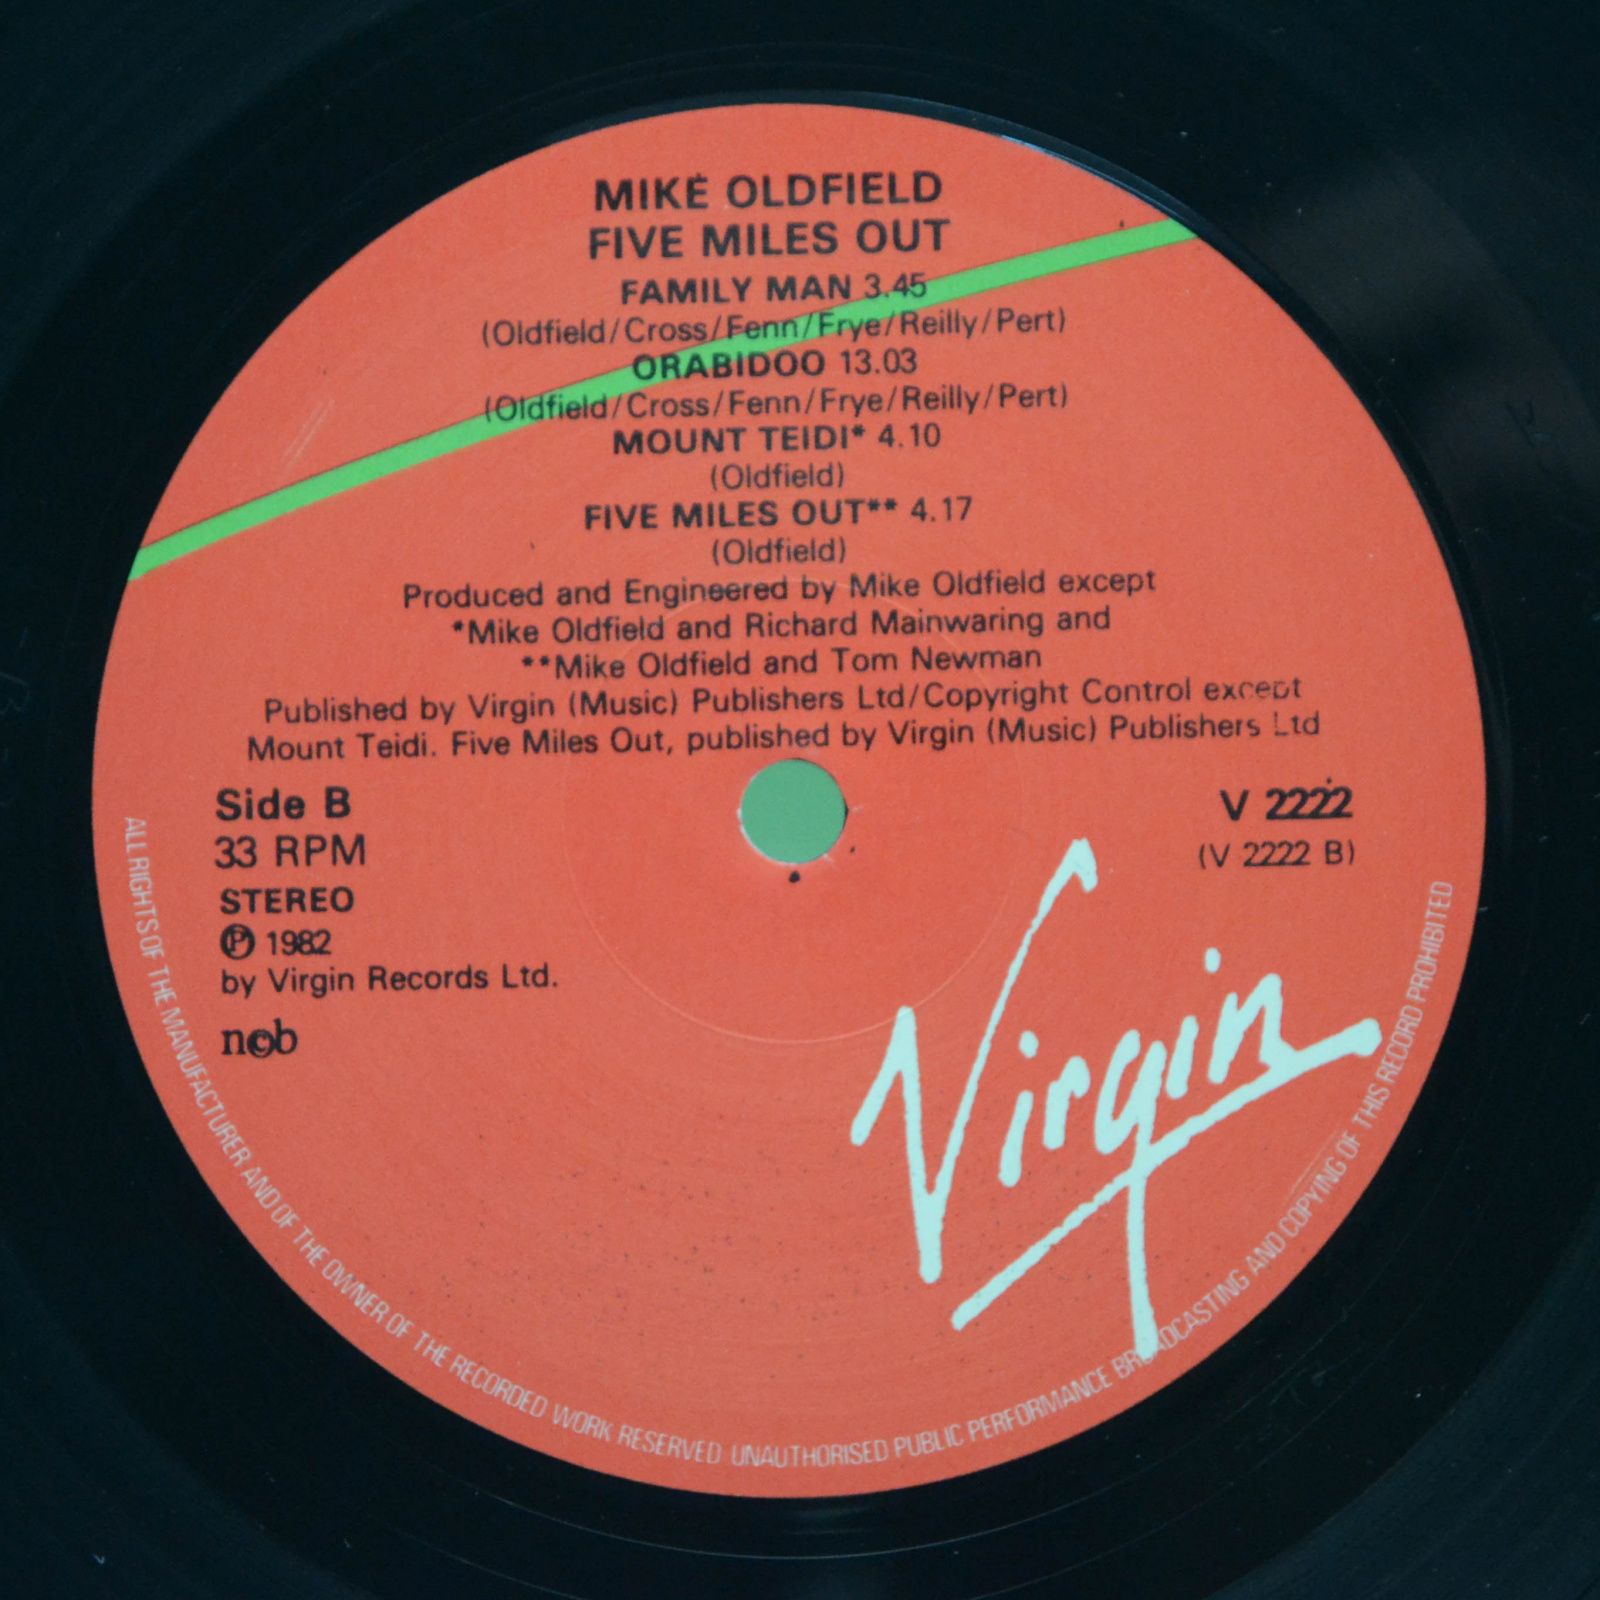 MIKE OLDFIELD
FIVE MILES OUT
FAMILY MAN 3.45
(Oldfield/Cross/Fenn/Frye/Reilly/Pert)
ORABIDOO 13.03
(Oldfield/Cross/Fenn/Frye/Reilly/Pert)
MOUNT TEIDI* 4.10
(Oldfield)
FIVE MILES OUT** 4.17
(Oldfield)
Produced and Engineered by Mike Oldfield except
*Mike Oldfield and Richard Mainwaring and
**Mike Oldfield and Tom Newman
Published by Virgin (Music) Publishers Ltd/Copyright Control except
Mount Teidi. Five Miles Out, published by Virgin (Music) Publishers Ltd
Side B
33 RPM
STEREO
Ⓟ 1982
by Virgin Records Ltd.
ncb
V 2222
(V 2222 B)
Virgin
ALL RIGHTS OF THE MANUFACTURER AND OF THE OWNER OF THE RECORDED WORK RESERVED UNAUTHORISED PUBLIC PERFORMANCE BROADCASTING AND COPYING OF THIS RECORD PROHIBITED